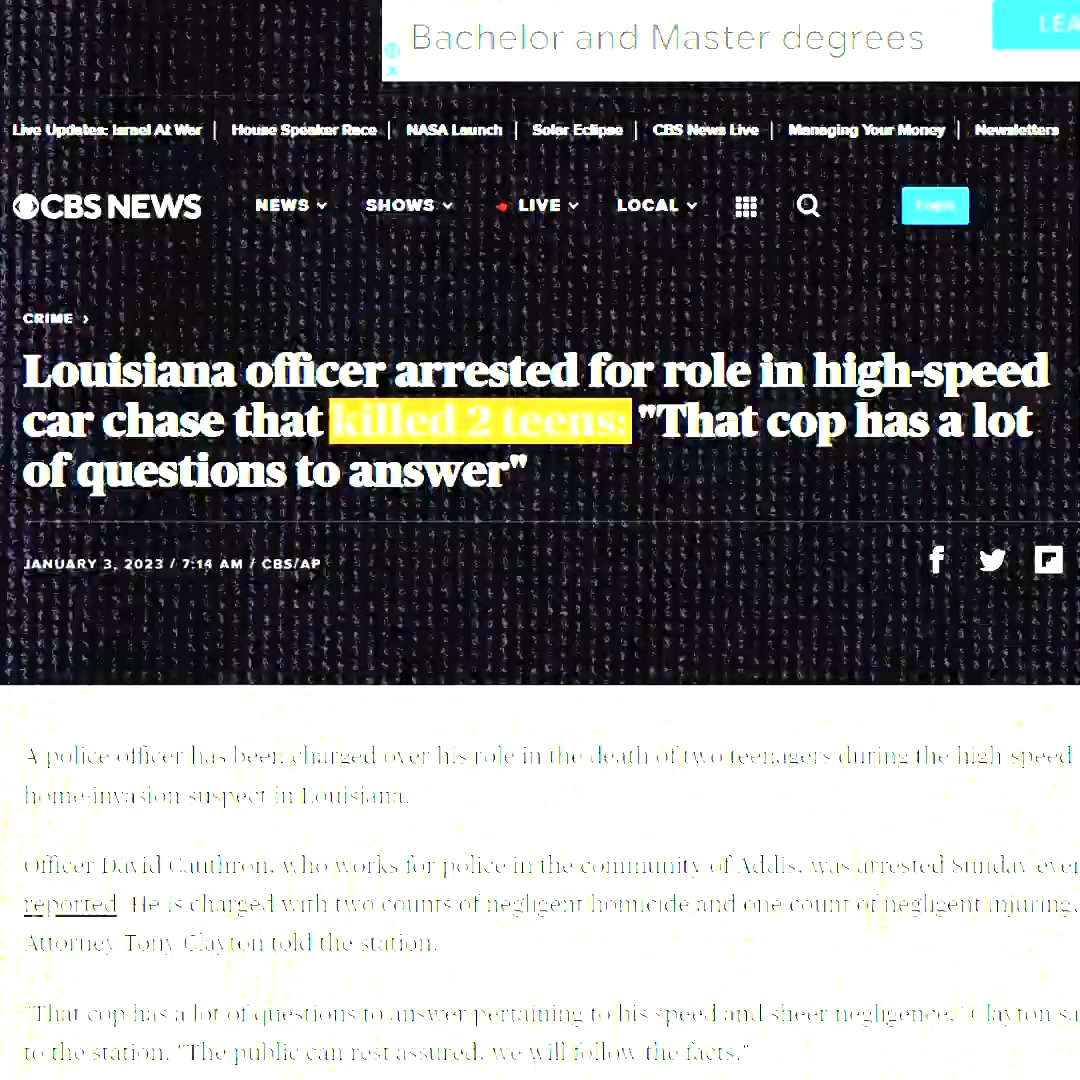 Bachelor and Master degrees
LEA
Live Updates: Israel At War | House Speaker Race | NASA Launch | Solar Eclipse | CBS News Live | Managing Your Money | Newsletters
CBS NEWS NEWS SHOWS LIVE LOCAL Login
CRIME ›
Louisiana officer arrested for role in high-speed
car chase that killed 2 teens: "That cop has a lot
of questions to answer"
JANUARY 3, 2023 / 7:14 AM / CBS/AP
A police officer has been charged over his role in the death of two teenagers during the high-speed
home-invasion suspect in Louisiana.
Officer David Cauthron, who works for police in the community of Addis, was arrested Sunday ever
reported. He is charged with two counts of negligent homicide and one count of negligent injuring,
Attorney Tony Clayton told the station.
"That cop has a lot of questions to answer pertaining to his speed and sheer negligence," Clayton sa
to the station. "The public can rest assured, we will follow the facts."